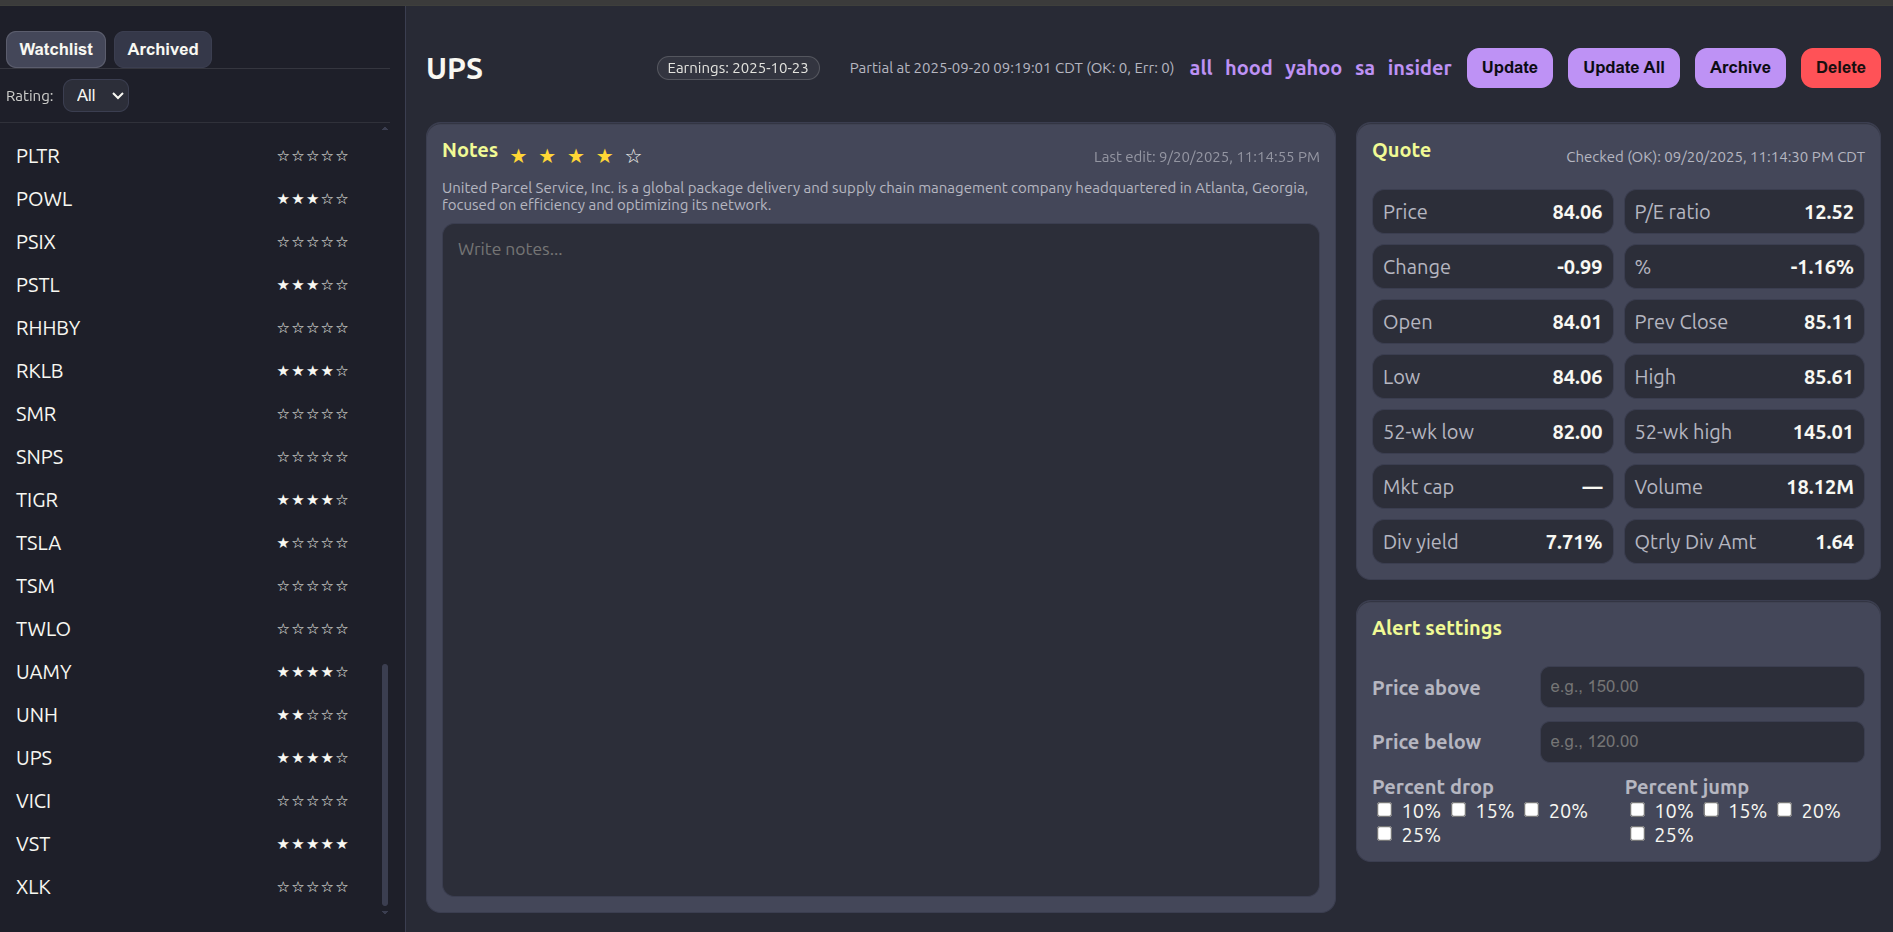 Watchlist Archived
Rating: All
PLTR ☆☆☆☆☆
POWL ★★★☆☆
PSIX ☆☆☆☆☆
PSTL ★★★☆☆
RHHBY ☆☆☆☆☆
RKLB ★★★★☆
SMR ☆☆☆☆☆
SNPS ☆☆☆☆☆
TIGR ★★★★☆
TSLA ★☆☆☆☆
TSM ☆☆☆☆☆
TWLO ☆☆☆☆☆
UAMY ★★★★☆
UNH ★★☆☆☆
UPS ★★★★☆
VICI ☆☆☆☆☆
VST ★★★★★
XLK ☆☆☆☆☆
UPS Earnings: 2025-10-23 Partial at 2025-09-20 09:19:01 CDT (OK: 0, Err: 0) all hood yahoo sa insider Update Update All Archive Delete
Notes ★ ★ ★ ★ ☆ Last edit: 9/20/2025, 11:14:55 PM
United Parcel Service, Inc. is a global package delivery and supply chain management company headquartered in Atlanta, Georgia,
focused on efficiency and optimizing its network.
Write notes...
Quote Checked (OK): 09/20/2025, 11:14:30 PM CDT
Price 84.06 P/E ratio 12.52
Change -0.99 % -1.16%
Open 84.01 Prev Close 85.11
Low 84.06 High 85.61
52-wk low 82.00 52-wk high 145.01
Mkt cap — Volume 18.12M
Div yield 7.71% Qtrly Div Amt 1.64
Alert settings
Price above e.g., 150.00
Price below e.g., 120.00
Percent drop Percent jump
10% 15% 20% 10% 15% 20%
25% 25%